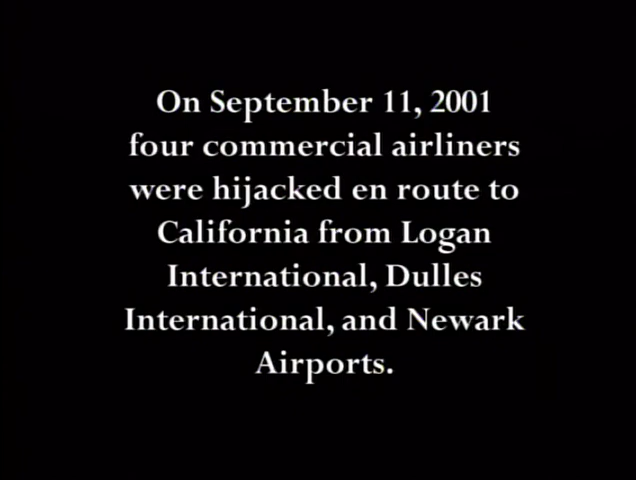 On September 11, 2001
four commercial airliners
were hijacked en route to
California from Logan
International, Dulles
International, and Newark
Airports.